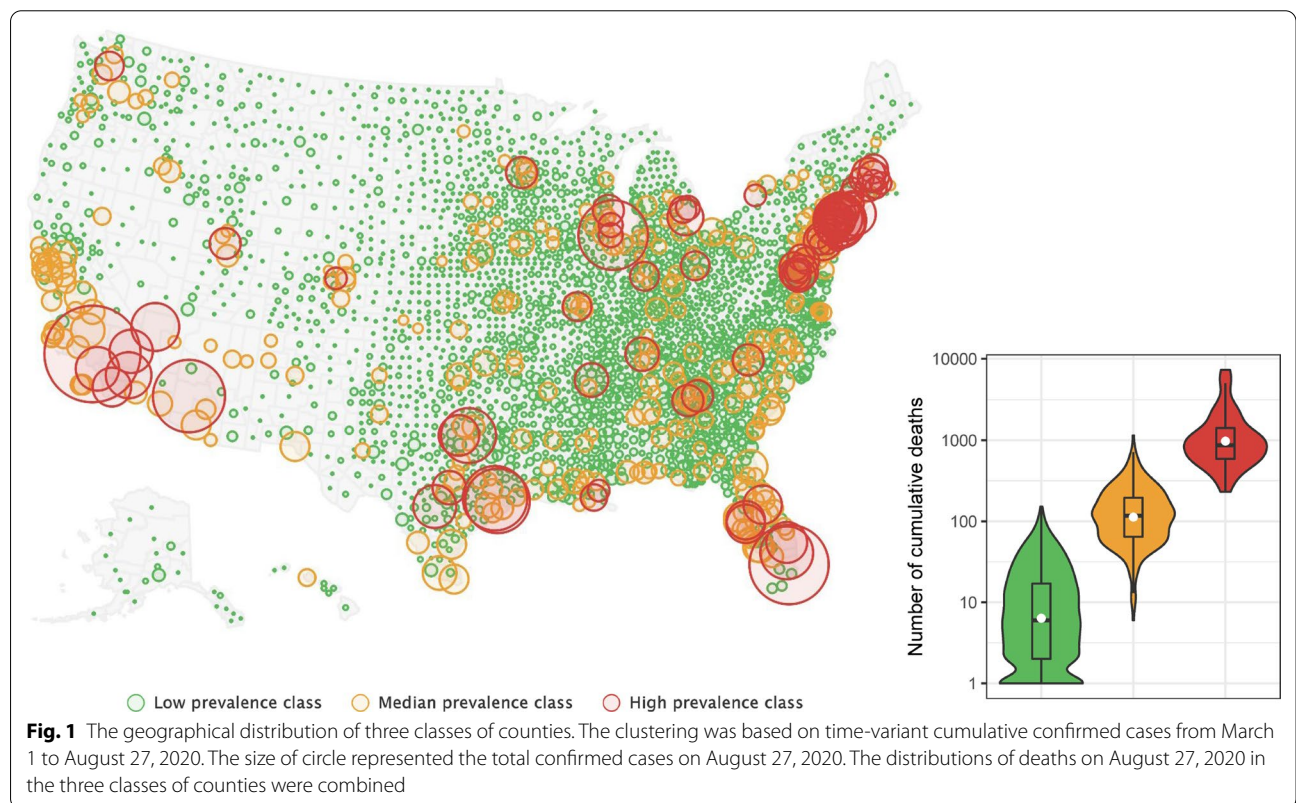 10000
1000
100
10
1
Number of cumulative deaths
Low prevalence class Median prevalence class High prevalence class
Fig. 1 The geographical distribution of three classes of counties. The clustering was based on time-variant cumulative confirmed cases from March
1 to August 27, 2020. The size of circle represented the total confirmed cases on August 27, 2020. The distributions of deaths on August 27, 2020 in
the three classes of counties were combined